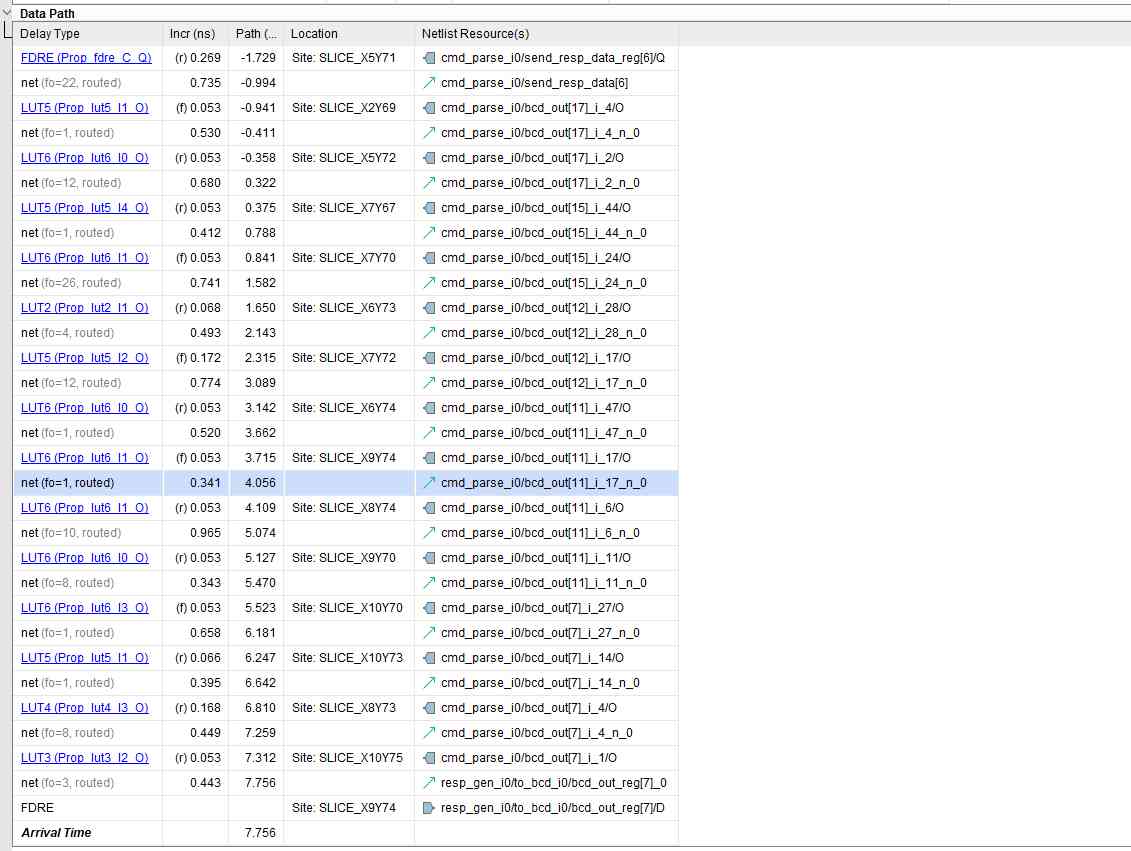 Data Path
Delay Type Incr (ns) Path (... Location Netlist Resource(s)
FDRE (Prop_fdre_C_Q) (r) 0.269 -1.729 Site: SLICE_X5Y71 cmd_parse_i0/send_resp_data_reg[6]/Q
net (fo=22, routed) 0.735 -0.994 cmd_parse_i0/send_resp_data[6]
LUT5 (Prop_lut5_I1_O) (f) 0.053 -0.941 Site: SLICE_X2Y69 cmd_parse_i0/bcd_out[17]_i_4/O
net (fo=1, routed) 0.530 -0.411 cmd_parse_i0/bcd_out[17]_i_4_n_0
LUT6 (Prop_lut6_I0_O) (r) 0.053 -0.358 Site: SLICE_X5Y72 cmd_parse_i0/bcd_out[17]_i_2/O
net (fo=12, routed) 0.680 0.322 cmd_parse_i0/bcd_out[17]_i_2_n_0
LUT5 (Prop_lut5_I4_O) (r) 0.053 0.375 Site: SLICE_X7Y67 cmd_parse_i0/bcd_out[15]_i_44/O
net (fo=1, routed) 0.412 0.788 cmd_parse_i0/bcd_out[15]_i_44_n_0
LUT6 (Prop_lut6_I1_O) (f) 0.053 0.841 Site: SLICE_X7Y70 cmd_parse_i0/bcd_out[15]_i_24/O
net (fo=26, routed) 0.741 1.582 cmd_parse_i0/bcd_out[15]_i_24_n_0
LUT2 (Prop_lut2_I1_O) (r) 0.068 1.650 Site: SLICE_X6Y73 cmd_parse_i0/bcd_out[12]_i_28/O
net (fo=4, routed) 0.493 2.143 cmd_parse_i0/bcd_out[12]_i_28_n_0
LUT5 (Prop_lut5_I2_O) (f) 0.172 2.315 Site: SLICE_X7Y72 cmd_parse_i0/bcd_out[12]_i_17/O
net (fo=12, routed) 0.774 3.089 cmd_parse_i0/bcd_out[12]_i_17_n_0
LUT6 (Prop_lut6_I0_O) (r) 0.053 3.142 Site: SLICE_X6Y74 cmd_parse_i0/bcd_out[11]_i_47/O
net (fo=1, routed) 0.520 3.662 cmd_parse_i0/bcd_out[11]_i_47_n_0
LUT6 (Prop_lut6_I1_O) (f) 0.053 3.715 Site: SLICE_X9Y74 cmd_parse_i0/bcd_out[11]_i_17/O
net (fo=1, routed) 0.341 4.056 cmd_parse_i0/bcd_out[11]_i_17_n_0
LUT6 (Prop_lut6_I1_O) (r) 0.053 4.109 Site: SLICE_X8Y74 cmd_parse_i0/bcd_out[11]_i_6/O
net (fo=10, routed) 0.965 5.074 cmd_parse_i0/bcd_out[11]_i_6_n_0
LUT6 (Prop_lut6_I0_O) (r) 0.053 5.127 Site: SLICE_X9Y70 cmd_parse_i0/bcd_out[11]_i_11/O
net (fo=8, routed) 0.343 5.470 cmd_parse_i0/bcd_out[11]_i_11_n_0
LUT6 (Prop_lut6_I3_O) (f) 0.053 5.523 Site: SLICE_X10Y70 cmd_parse_i0/bcd_out[7]_i_27/O
net (fo=1, routed) 0.658 6.181 cmd_parse_i0/bcd_out[7]_i_27_n_0
LUT5 (Prop_lut5_I1_O) (r) 0.066 6.247 Site: SLICE_X10Y73 cmd_parse_i0/bcd_out[7]_i_14/O
net (fo=1, routed) 0.395 6.642 cmd_parse_i0/bcd_out[7]_i_14_n_0
LUT4 (Prop_lut4_I3_O) (r) 0.168 6.810 Site: SLICE_X8Y73 cmd_parse_i0/bcd_out[7]_i_4/O
net (fo=8, routed) 0.449 7.259 cmd_parse_i0/bcd_out[7]_i_4_n_0
LUT3 (Prop_lut3_I2_O) (r) 0.053 7.312 Site: SLICE_X10Y75 cmd_parse_i0/bcd_out[7]_i_1/O
net (fo=3, routed) 0.443 7.756 resp_gen_i0/to_bcd_i0/bcd_out_reg[7]_0
FDRE Site: SLICE_X9Y74 resp_gen_i0/to_bcd_i0/bcd_out_reg[7]/D
Arrival Time 7.756